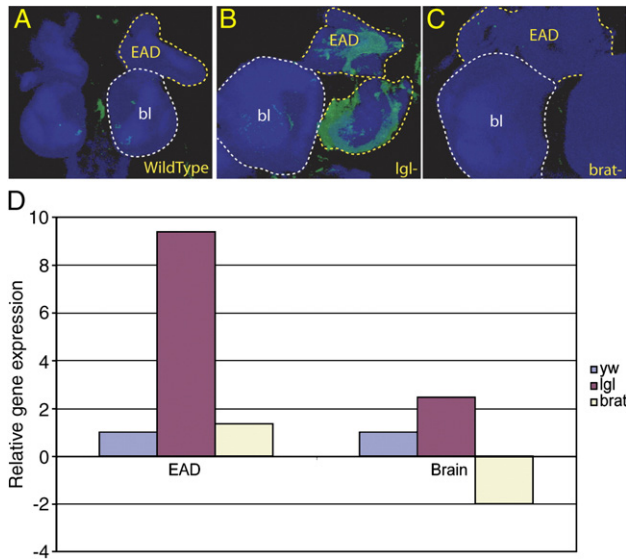 A
EAD
bl
WildType
B
EAD
bl
lgl-
C
EAD
bl
brat-
D
Relative gene expression
10
8
6
4
2
0
-2
-4
EAD
Brain
yw
lgl
brat